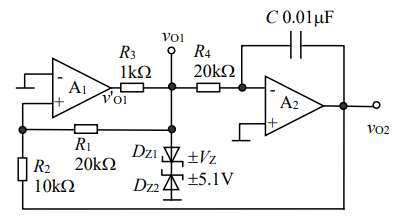 C 0.01μF
vO1
R3
1kΩ
R4
20kΩ
-
A1
+
v'O1
-
A2
+
vO2
R1
20kΩ
R2
10kΩ
DZ1
±VZ
DZ2
±5.1V